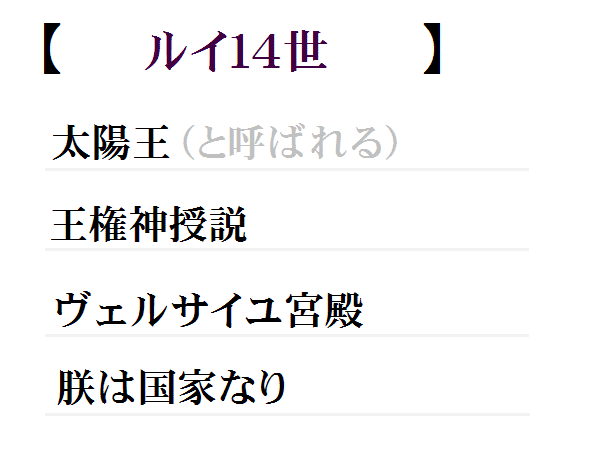 【 ルイ14世 】
太陽王（と呼ばれる）
王権神授説
ヴェルサイユ宮殿
朕は国家なり